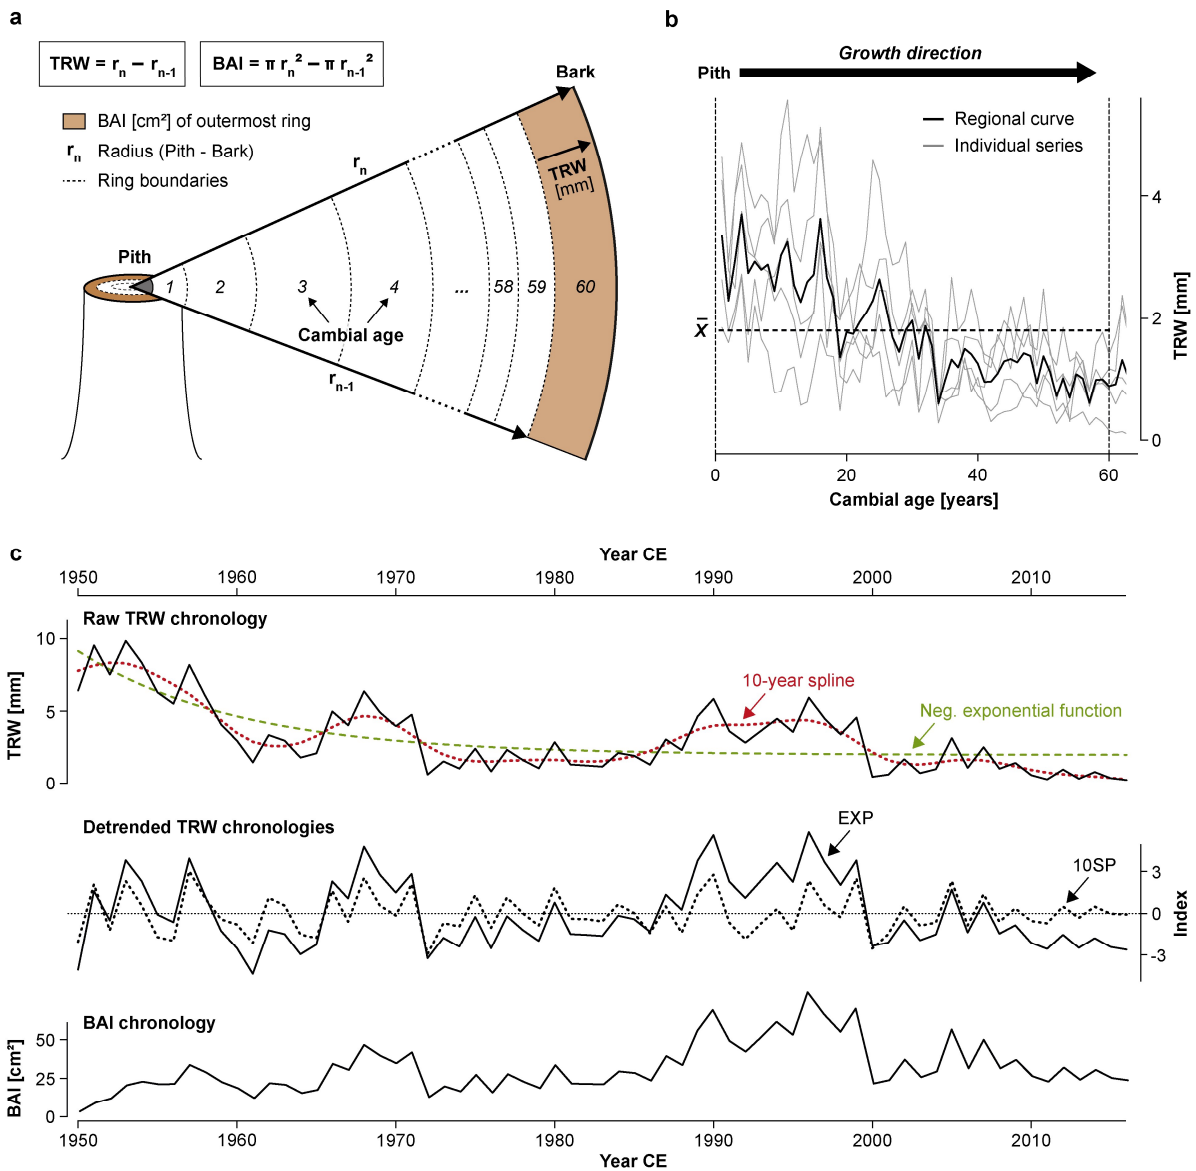 a
TRW = rn − rn-1
BAI = π rn² − π rn-1²
BAI [cm²] of outermost ring
rn Radius (Pith - Bark)
Ring boundaries
Bark
rn
TRW
[mm]
Pith
1 2 3 4 ... 58 59 60
Cambial age
rn-1
b
Growth direction
Pith
Regional curve
Individual series
4
2
0
TRW [mm]
X̅
0 20 40 60
Cambial age [years]
c
Year CE
1950 1960 1970 1980 1990 2000 2010
Raw TRW chronology
10
5
0
TRW [mm]
10-year spline
Neg. exponential function
Detrended TRW chronologies
EXP
10SP
3
0
-3
Index
BAI chronology
50
25
0
BAI [cm²]
1950 1960 1970 1980 1990 2000 2010
Year CE